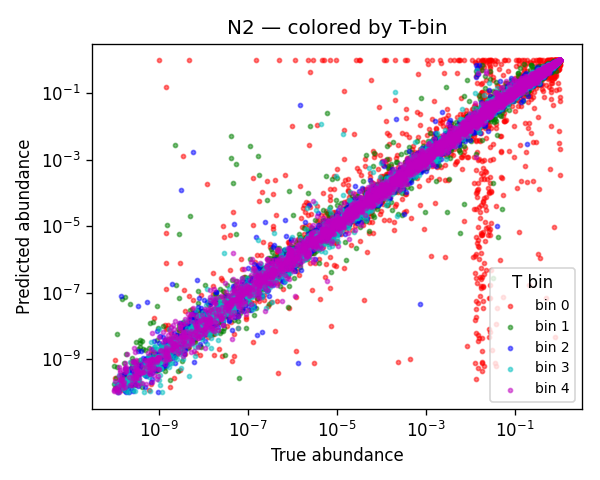 N2 — colored by T-bin
Predicted abundance
10⁻¹
10⁻³
10⁻⁵
10⁻⁷
10⁻⁹
T bin
bin 0
bin 1
bin 2
bin 3
bin 4
10⁻⁹ 10⁻⁷ 10⁻⁵ 10⁻³ 10⁻¹
True abundance